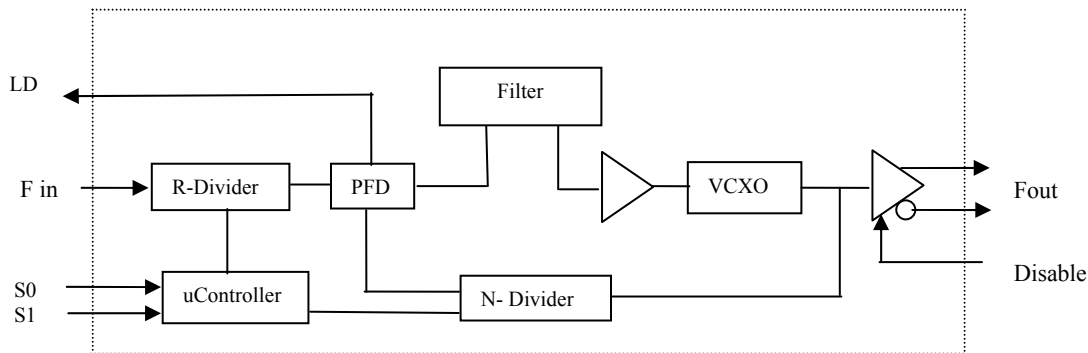 LD
Filter
F in
R-Divider
PFD
VCXO
Fout
S0
S1
uController
N- Divider
Disable